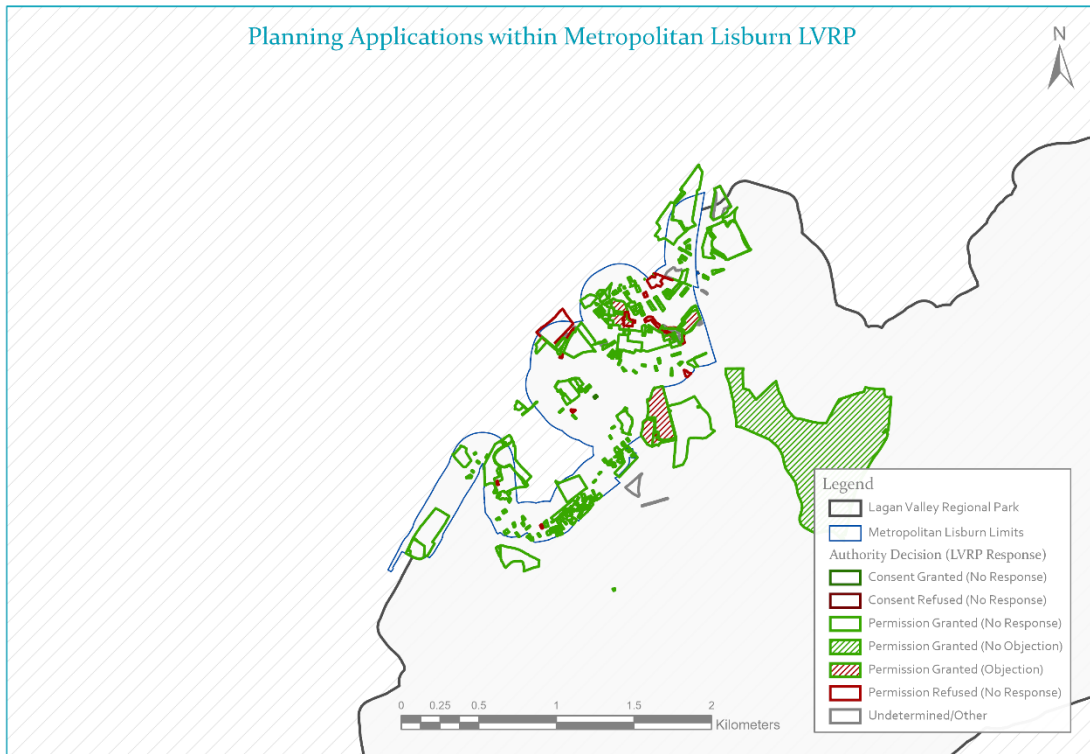 Planning Applications within Metropolitan Lisburn LVRP
N
Legend
Lagan Valley Regional Park
Metropolitan Lisburn Limits
Authority Decision (LVRP Response)
Consent Granted (No Response)
Consent Refused (No Response)
Permission Granted (No Response)
Permission Granted (No Objection)
Permission Granted (Objection)
Permission Refused (No Response)
Undetermined/Other
0 0.25 0.5 1 1.5 2
Kilometers